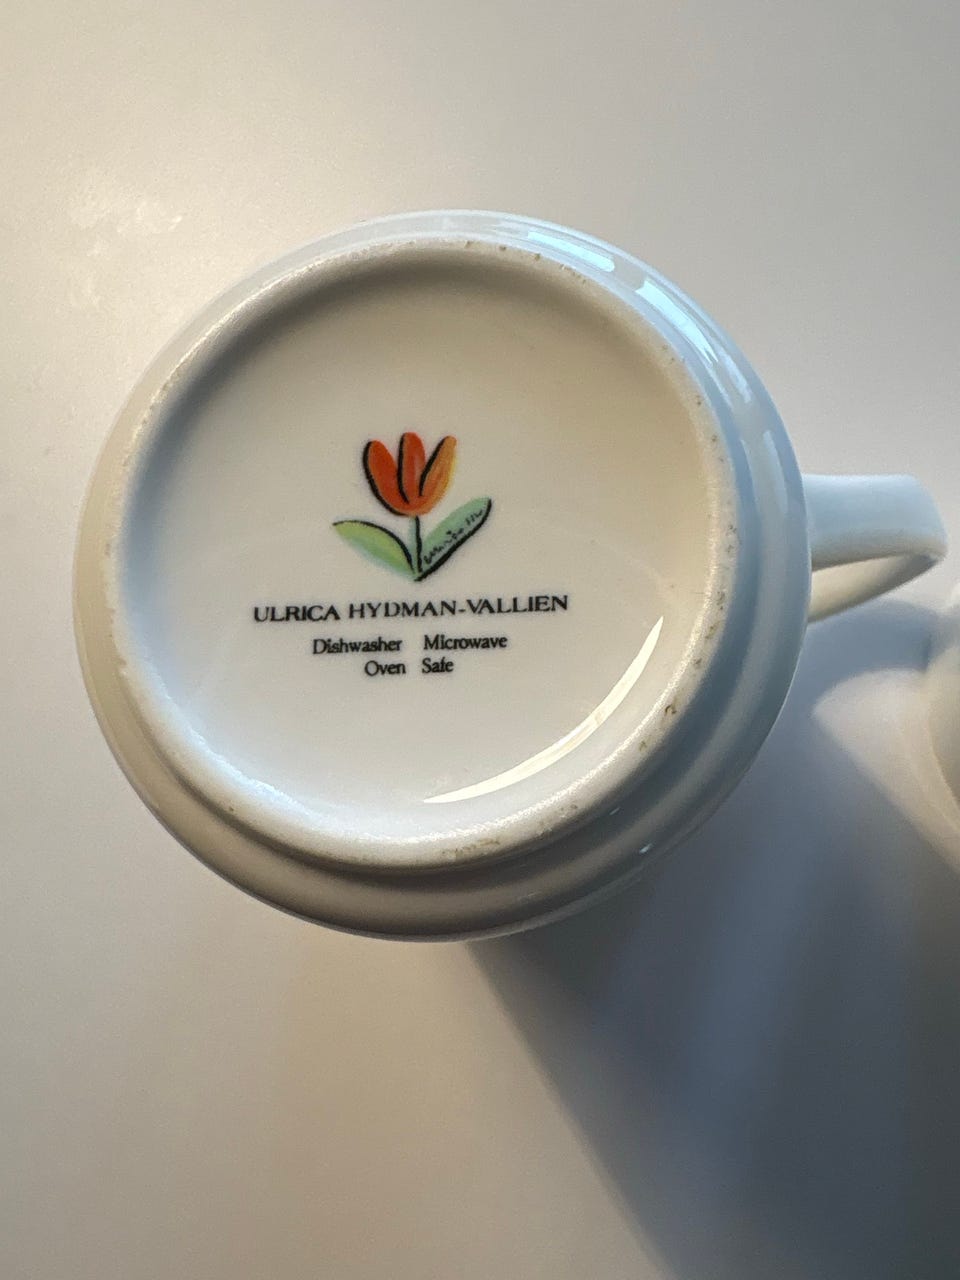 ULRICA HYDMAN-VALLIEN
Dishwasher Microwave
Oven Safe